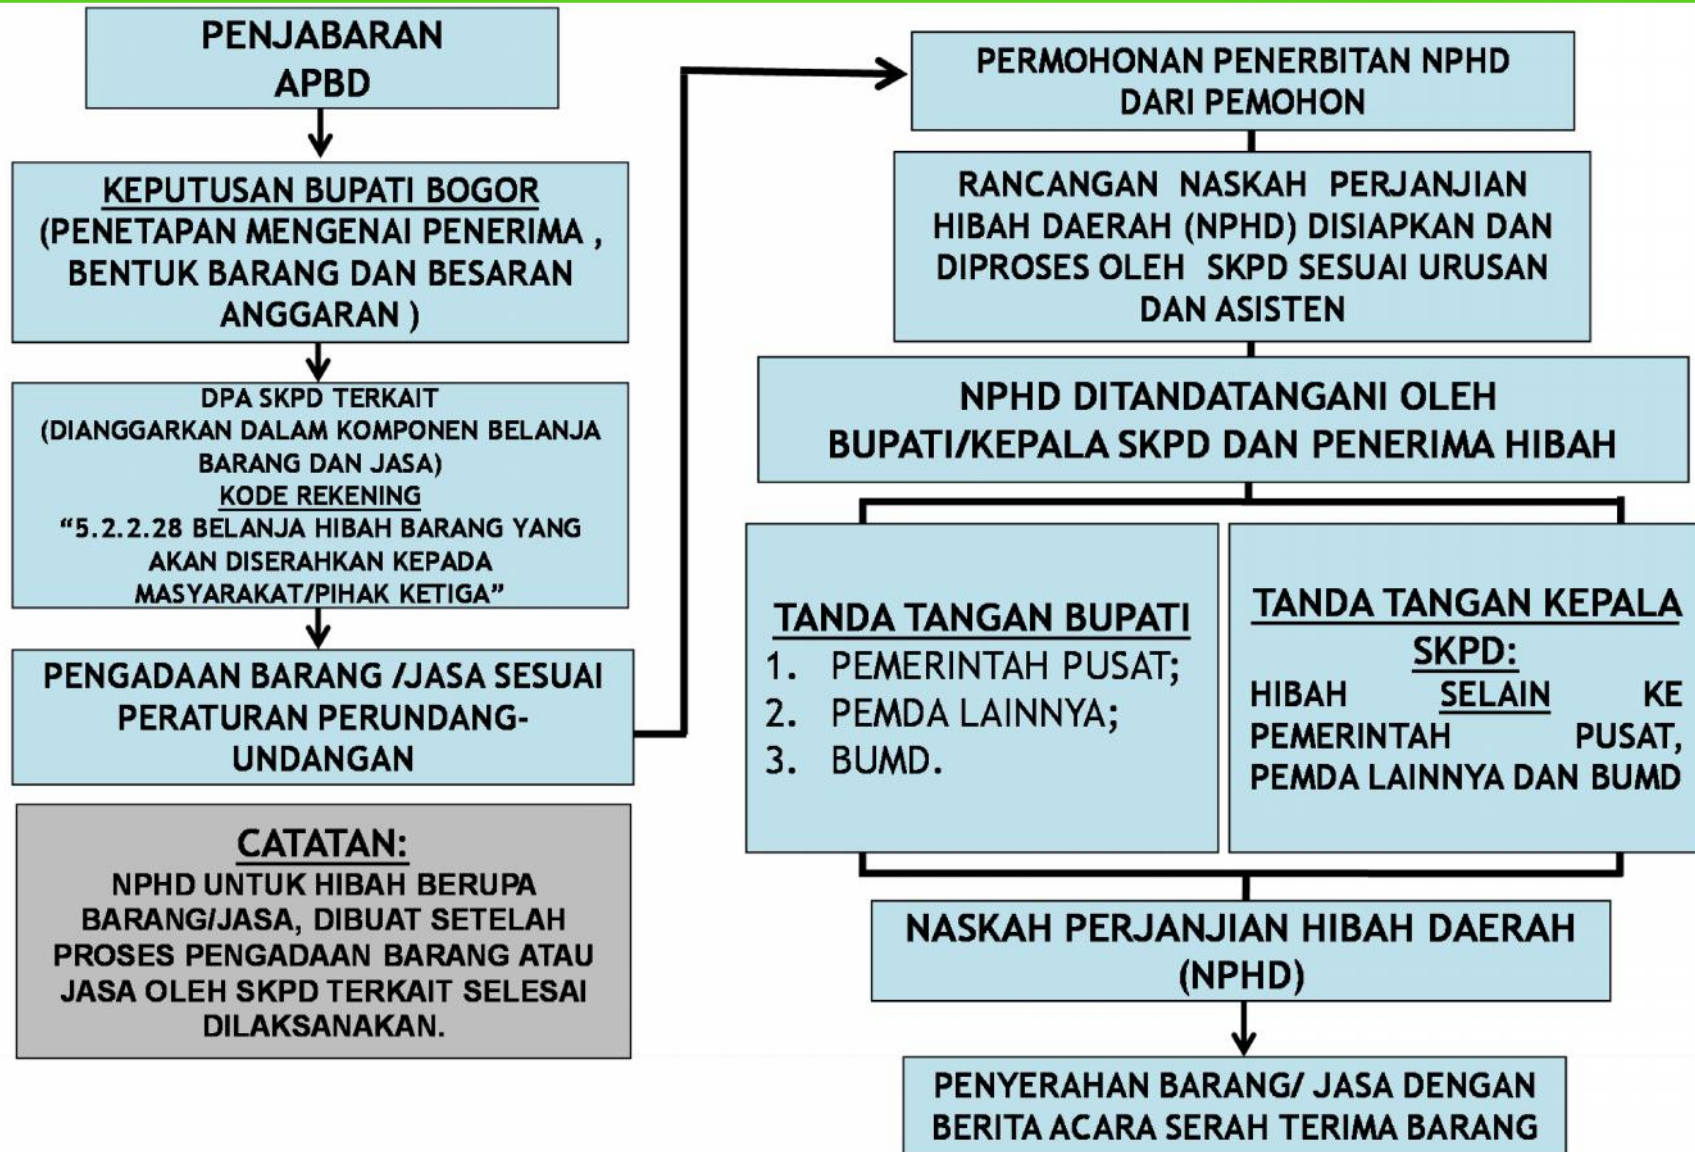 PENJABARAN
APBD
KEPUTUSAN BUPATI BOGOR
(PENETAPAN MENGENAI PENERIMA ,
BENTUK BARANG DAN BESARAN
ANGGARAN )
DPA SKPD TERKAIT
(DIANGGARKAN DALAM KOMPONEN BELANJA
BARANG DAN JASA)
KODE REKENING
“5.2.2.28 BELANJA HIBAH BARANG YANG
AKAN DISERAHKAN KEPADA
MASYARAKAT/PIHAK KETIGA”
PENGADAAN BARANG /JASA SESUAI
PERATURAN PERUNDANG-
UNDANGAN
CATATAN:
NPHD UNTUK HIBAH BERUPA
BARANG/JASA, DIBUAT SETELAH
PROSES PENGADAAN BARANG ATAU
JASA OLEH SKPD TERKAIT SELESAI
DILAKSANAKAN.
PERMOHONAN PENERBITAN NPHD
DARI PEMOHON
RANCANGAN NASKAH PERJANJIAN
HIBAH DAERAH (NPHD) DISIAPKAN DAN
DIPROSES OLEH SKPD SESUAI URUSAN
DAN ASISTEN
NPHD DITANDATANGANI OLEH
BUPATI/KEPALA SKPD DAN PENERIMA HIBAH
TANDA TANGAN BUPATI
1. PEMERINTAH PUSAT;
2. PEMDA LAINNYA;
3. BUMD.
TANDA TANGAN KEPALA
SKPD:
HIBAH SELAIN KE
PEMERINTAH PUSAT,
PEMDA LAINNYA DAN BUMD
NASKAH PERJANJIAN HIBAH DAERAH
(NPHD)
PENYERAHAN BARANG/ JASA DENGAN
BERITA ACARA SERAH TERIMA BARANG